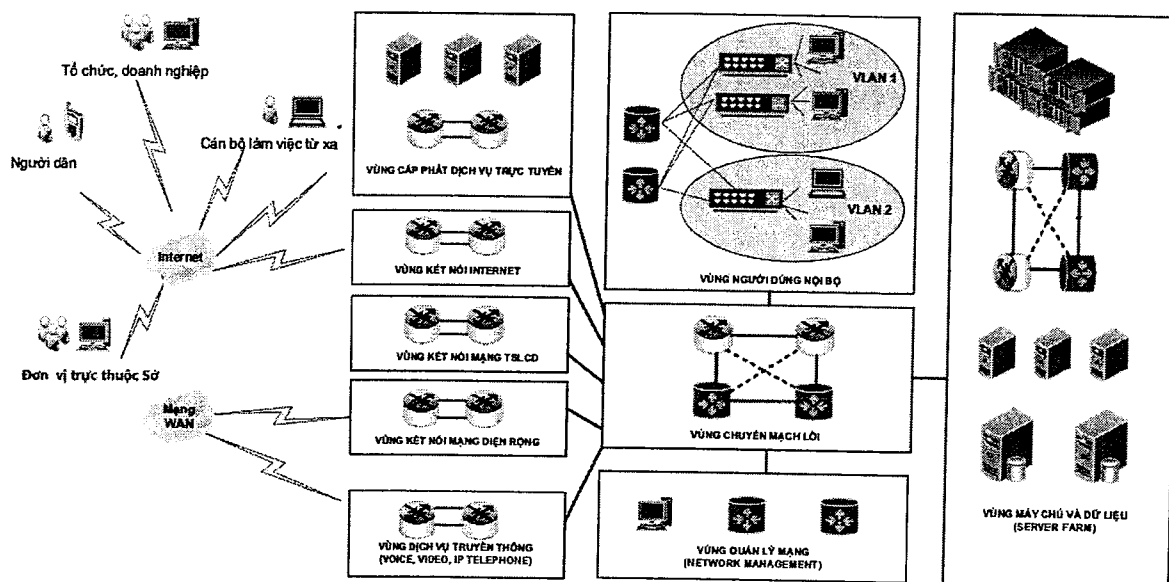 Tổ chức, doanh nghiệp
Người dân
Cán bộ làm việc từ xa
Internet
Đơn vị trực thuộc Sở
Mạng
WAN
VÙNG CẤP PHÁT DỊCH VỤ TRỰC TUYẾN
VÙNG KẾT NỐI INTERNET
VÙNG KẾT NỐI MẠNG TSLCD
VÙNG KẾT NỐI MẠNG DIỆN RỘNG
VÙNG DỊCH VỤ TRUYỀN THÔNG
(VOICE, VIDEO, IP TELEPHONE)
VLAN 1
VLAN 2
VÙNG NGƯỜI DÙNG NỘI BỘ
VÙNG CHUYỂN MẠCH LÕI
VÙNG QUẢN LÝ MẠNG
(NETWORK MANAGEMENT)
VÙNG MÁY CHỦ VÀ DỮ LIỆU
(SERVER FARM)